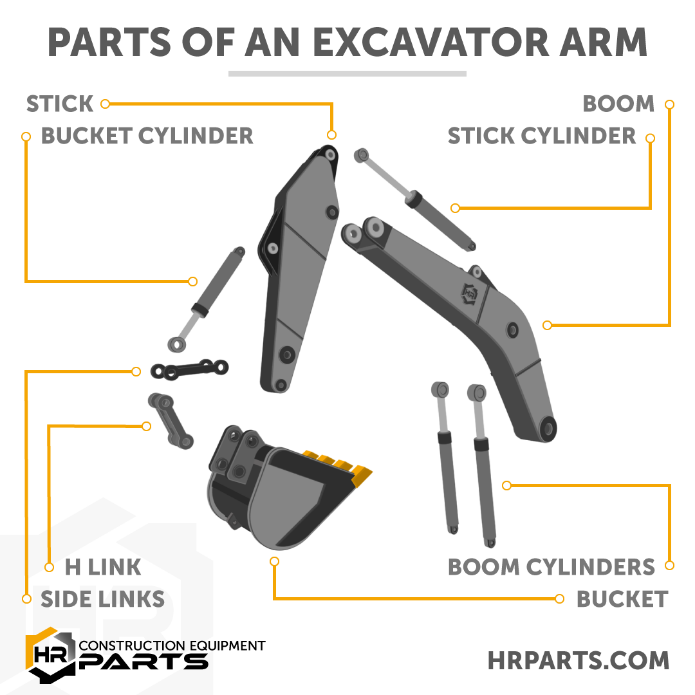 PARTS OF AN EXCAVATOR ARM
STICK
BOOM
BUCKET CYLINDER
STICK CYLINDER
HR
H LINK
BOOM CYLINDERS
SIDE LINKS
BUCKET
HR
CONSTRUCTION EQUIPMENT
PARTS
HRPARTS.COM